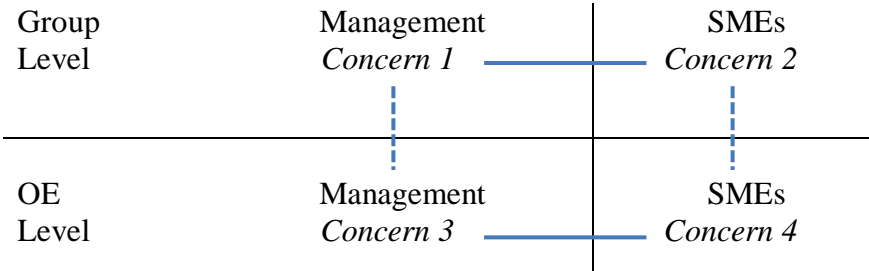 Group Management SMEs
Level Concern 1 Concern 2
OE Management SMEs
Level Concern 3 Concern 4